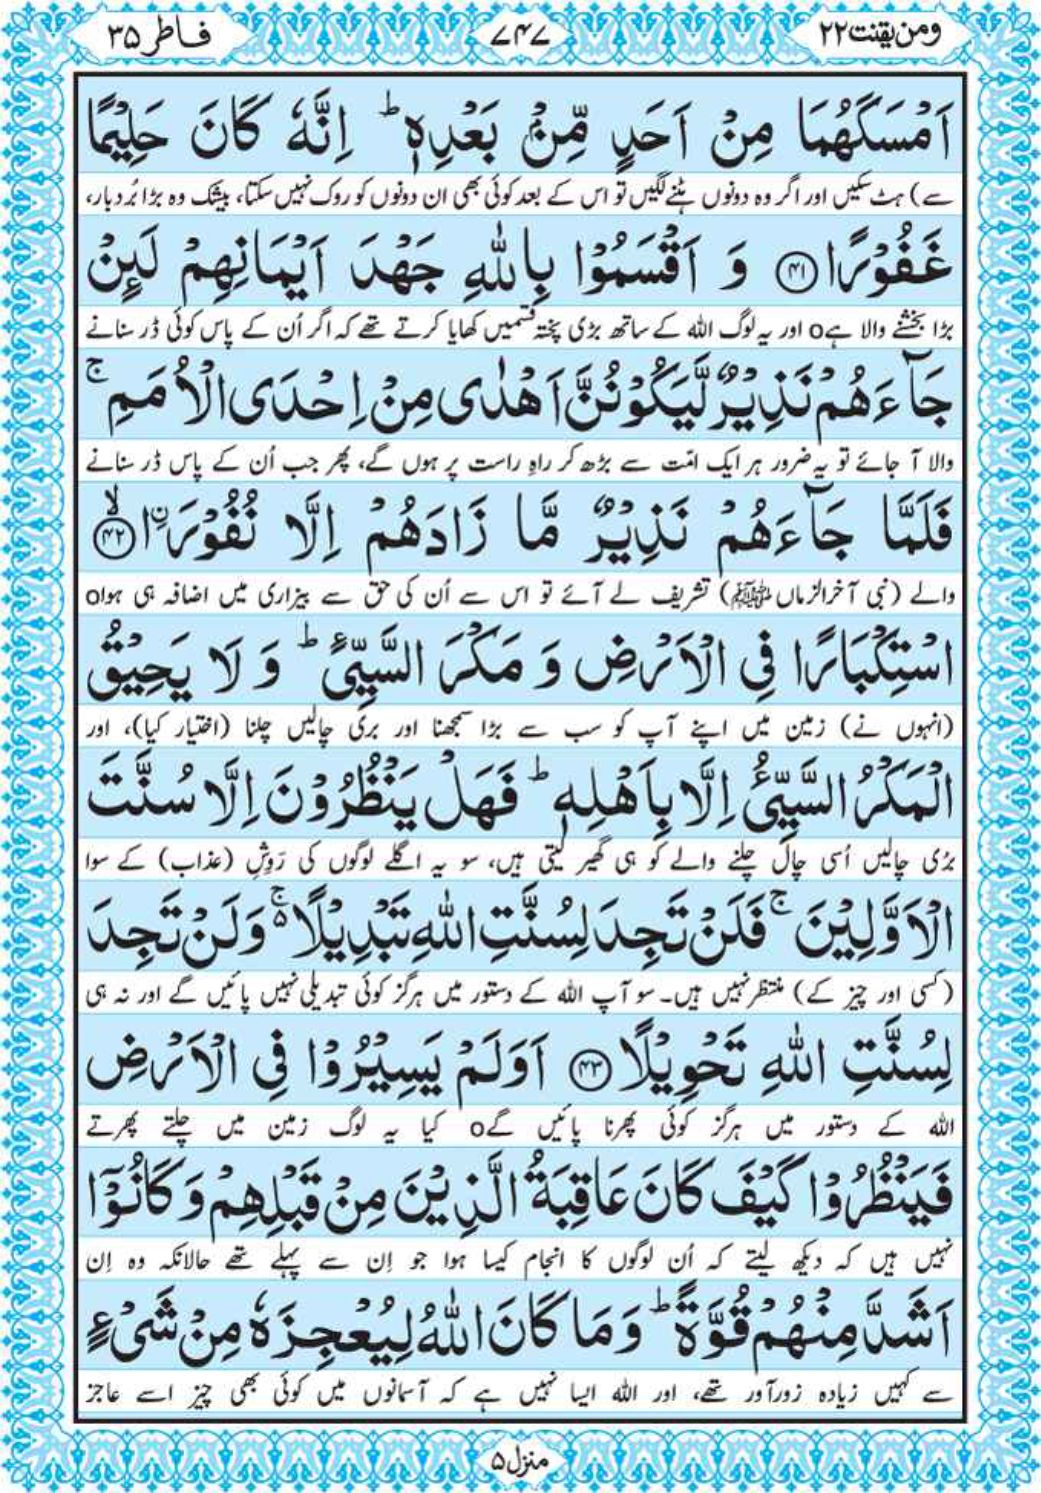 ومن یقنت ۲۲
۷۴۷
فاطر ۳۵
اَمْسَكَهُمَا مِنْ اَحَدٍ مِّنْۢ بَعْدِهٖ ؕ اِنَّهٗ كَانَ حَلِیْمًا
سے) ہٹ سکیں اور اگر وہ دونوں ہٹنے لگیں تو اس کے بعد کوئی بھی ان دونوں کو روک نہیں سکتا، بیشک وہ بڑا بُردبار،
غَفُوْرًا ﴿۴۱﴾ وَ اَقْسَمُوْا بِاللّٰهِ جَهْدَ اَیْمَانِهِمْ لَىِٕنْ
بڑا بخشنے والا ہےo اور یہ لوگ اللہ کے ساتھ بڑی پختہ قسمیں کھایا کرتے تھے کہ اگر اُن کے پاس کوئی ڈر سنانے
جَآءَهُمْ نَذِیْرٌ لَّیَكُوْنُنَّ اَهْدٰی مِنْ اِحْدَی الْاُمَمِ ۚ
والا آ جائے تو یہ ضرور ہر ایک امّت سے بڑھ کر راہِ راست پر ہوں گے، پھر جب اُن کے پاس ڈر سنانے
فَلَمَّا جَآءَهُمْ نَذِیْرٌ مَّا زَادَهُمْ اِلَّا نُفُوْرَا ۙ﴿۴۲﴾
والے (نبی آخر الزماں ﷺ) تشریف لے آئے تو اس سے اُن کی حق سے بیزاری میں اضافہ ہی ہواo
اسْتِكْبَارًا فِی الْاَرْضِ وَ مَكْرَ السَّیِّئِ ؕ وَ لَا یَحِیْقُ
(انہوں نے) زمین میں اپنے آپ کو سب سے بڑا سمجھنا اور بری چالیں چلنا (اختیار کیا)، اور
الْمَكْرُ السَّیِّئُ اِلَّا بِاَهْلِهٖ ؕ فَهَلْ یَنْظُرُوْنَ اِلَّا سُنَّتَ
بڑی چالیں اُسی چال چلنے والے کو ہی گھیر لیتی ہیں، سو یہ اگلے لوگوں کی رَوِشِ (عذاب) کے سوا
الْاَوَّلِیْنَ ۚ فَلَنْ تَجِدَ لِسُنَّتِ اللّٰهِ تَبْدِیْلًا ۚ۬ وَ لَنْ تَجِدَ
(کسی اور چیز کے) منتظر نہیں ہیں۔ سو آپ اللہ کے دستور میں ہرگز کوئی تبدیلی نہیں پائیں گے اور نہ ہی
لِسُنَّتِ اللّٰهِ تَحْوِیْلًا ﴿۴۳﴾ اَوَلَمْ یَسِیْرُوْا فِی الْاَرْضِ
اللہ کے دستور میں ہرگز کوئی پھرنا پائیں گےo کیا یہ لوگ زمین میں چلتے پھرتے
فَیَنْظُرُوْا كَیْفَ كَانَ عَاقِبَةُ الَّذِیْنَ مِنْ قَبْلِهِمْ وَ كَانُوْۤا
نہیں ہیں کہ دیکھ لیتے کہ اُن لوگوں کا انجام کیسا ہوا جو اِن سے پہلے تھے حالانکہ وہ اِن
اَشَدَّ مِنْهُمْ قُوَّةً ؕ وَ مَا كَانَ اللّٰهُ لِیُعْجِزَهٗ مِنْ شَیْءٍ
سے کہیں زیادہ زورآور تھے، اور اللہ ایسا نہیں ہے کہ آسمانوں میں کوئی بھی چیز اسے عاجز
منزل ۵